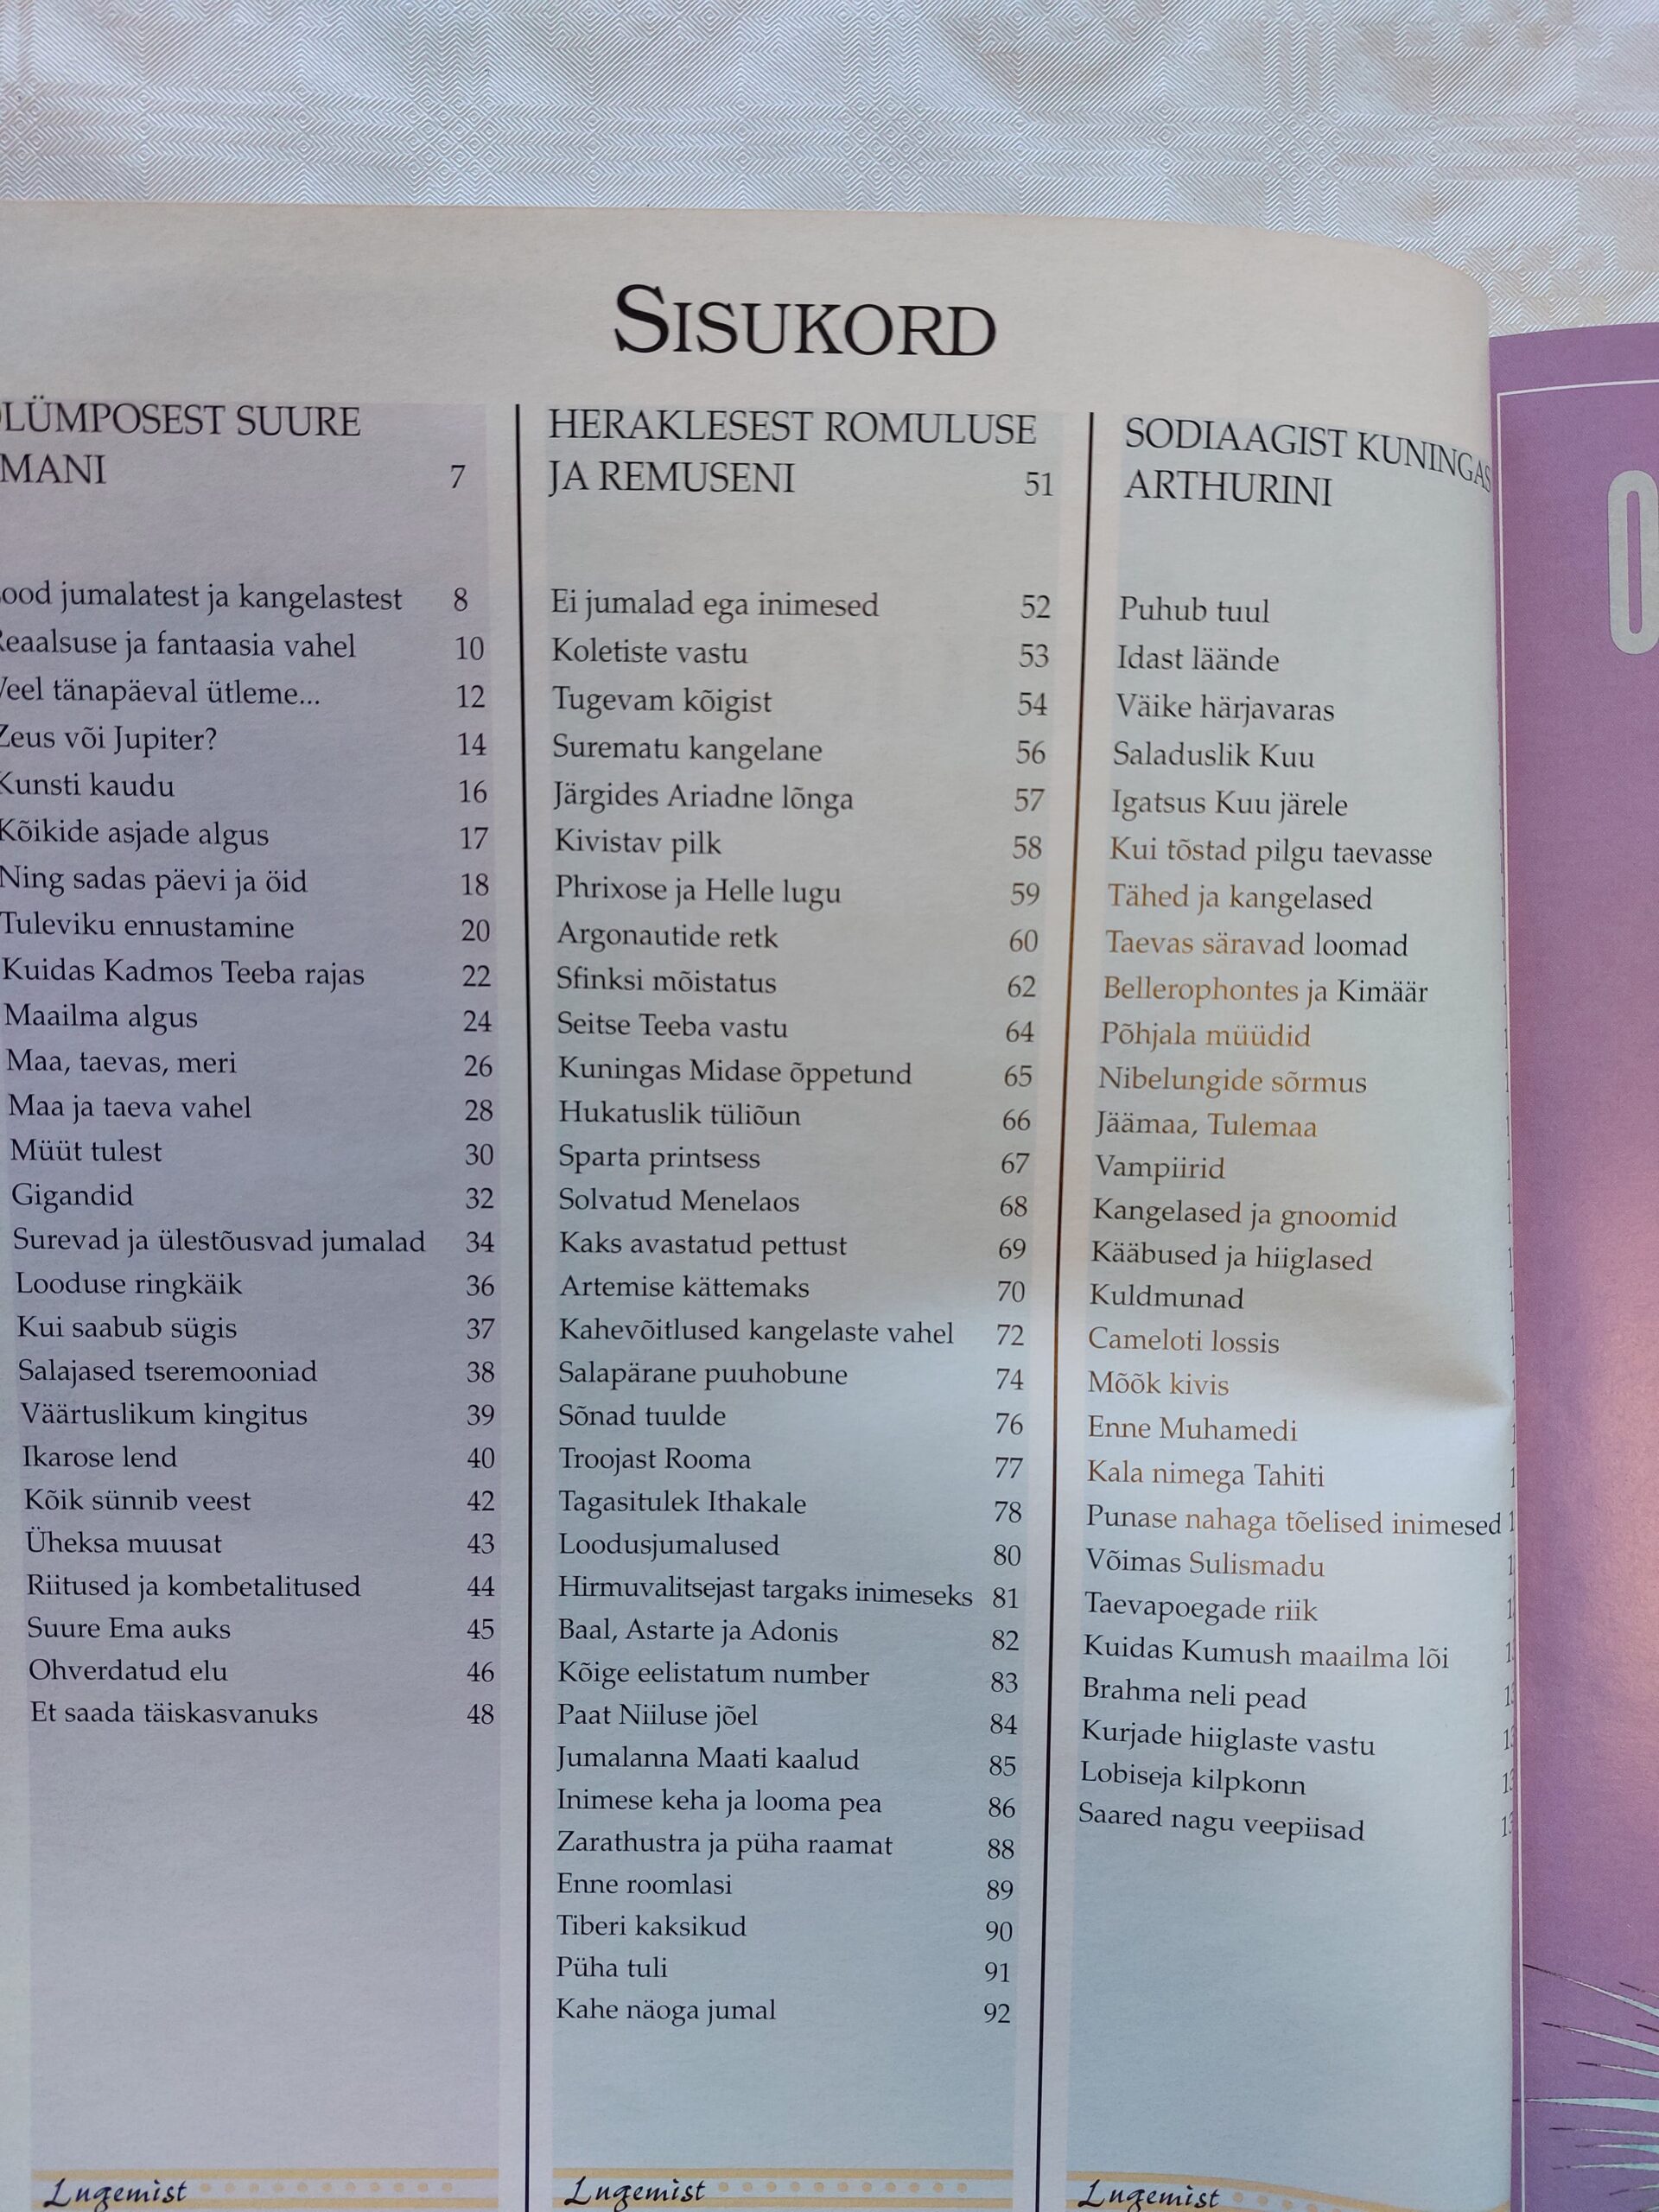 SISUKORD
LÜMPOSEST SUURE
MANI 7
ood jumalatest ja kangelastest 8
eaalsuse ja fantaasia vahel 10
eel tänapäeval ütleme... 12
Zeus või Jupiter? 14
Kunsti kaudu 16
Kõikide asjade algus 17
Ning sadas päevi ja öid 18
Tuleviku ennustamine 20
Kuidas Kadmos Teeba rajas 22
Maailma algus 24
Maa, taevas, meri 26
Maa ja taeva vahel 28
Müüt tulest 30
Gigandid 32
Surevad ja ülestõusvad jumalad 34
Looduse ringkäik 36
Kui saabub sügis 37
Salajased tseremooniad 38
Väärtuslikum kingitus 39
Ikarose lend 40
Kõik sünnib veest 42
Üheksa muusat 43
Riitused ja kombetalitused 44
Suure Ema auks 45
Ohverdatud elu 46
Et saada täiskasvanuks 48
Lugemist
HERAKLESEST ROMULUSE
JA REMUSENI 51
Ei jumalad ega inimesed 52
Koletiste vastu 53
Tugevam kõigist 54
Surematu kangelane 56
Järgides Ariadne lõnga 57
Kivistav pilk 58
Phrixose ja Helle lugu 59
Argonautide retk 60
Sfinksi mõistatus 62
Seitse Teeba vastu 64
Kuningas Midase õppetund 65
Hukatuslik tüliõun 66
Sparta printsess 67
Solvatud Menelaos 68
Kaks avastatud pettust 69
Artemise kättemaks 70
Kahevõitlused kangelaste vahel 72
Salapärane puuhobune 74
Sõnad tuulde 76
Troojast Rooma 77
Tagasitulek Ithakale 78
Loodusjumalused 80
Hirmuvalitsejast targaks inimeseks 81
Baal, Astarte ja Adonis 82
Kõige eelistatum number 83
Paat Niiluse jõel 84
Jumalanna Maati kaalud 85
Inimese keha ja looma pea 86
Zarathustra ja püha raamat 88
Enne roomlasi 89
Tiberi kaksikud 90
Püha tuli 91
Kahe näoga jumal 92
Lugemist
SODIAAGIST KUNINGAS
ARTHURINI
Puhub tuul
Idast läände
Väike härjavaras
Saladuslik Kuu
Igatsus Kuu järele
Kui tõstad pilgu taevasse
Tähed ja kangelased
Taevas säravad loomad
Bellerophontes ja Kimäär
Põhjala müüdid
Nibelungide sõrmus
Jäämaa, Tulemaa
Vampiirid
Kangelased ja gnoomid
Kääbused ja hiiglased
Kuldmunad
Cameloti lossis
Mõõk kivis
Enne Muhamedi
Kala nimega Tahiti
Punase nahaga tõelised inimesed
Võimas Sulismadu
Taevapoegade riik
Kuidas Kumush maailma lõi
Brahma neli pead
Kurjade hiiglaste vastu
Lobiseja kilpkonn
Saared nagu veepiisad
Lugemist